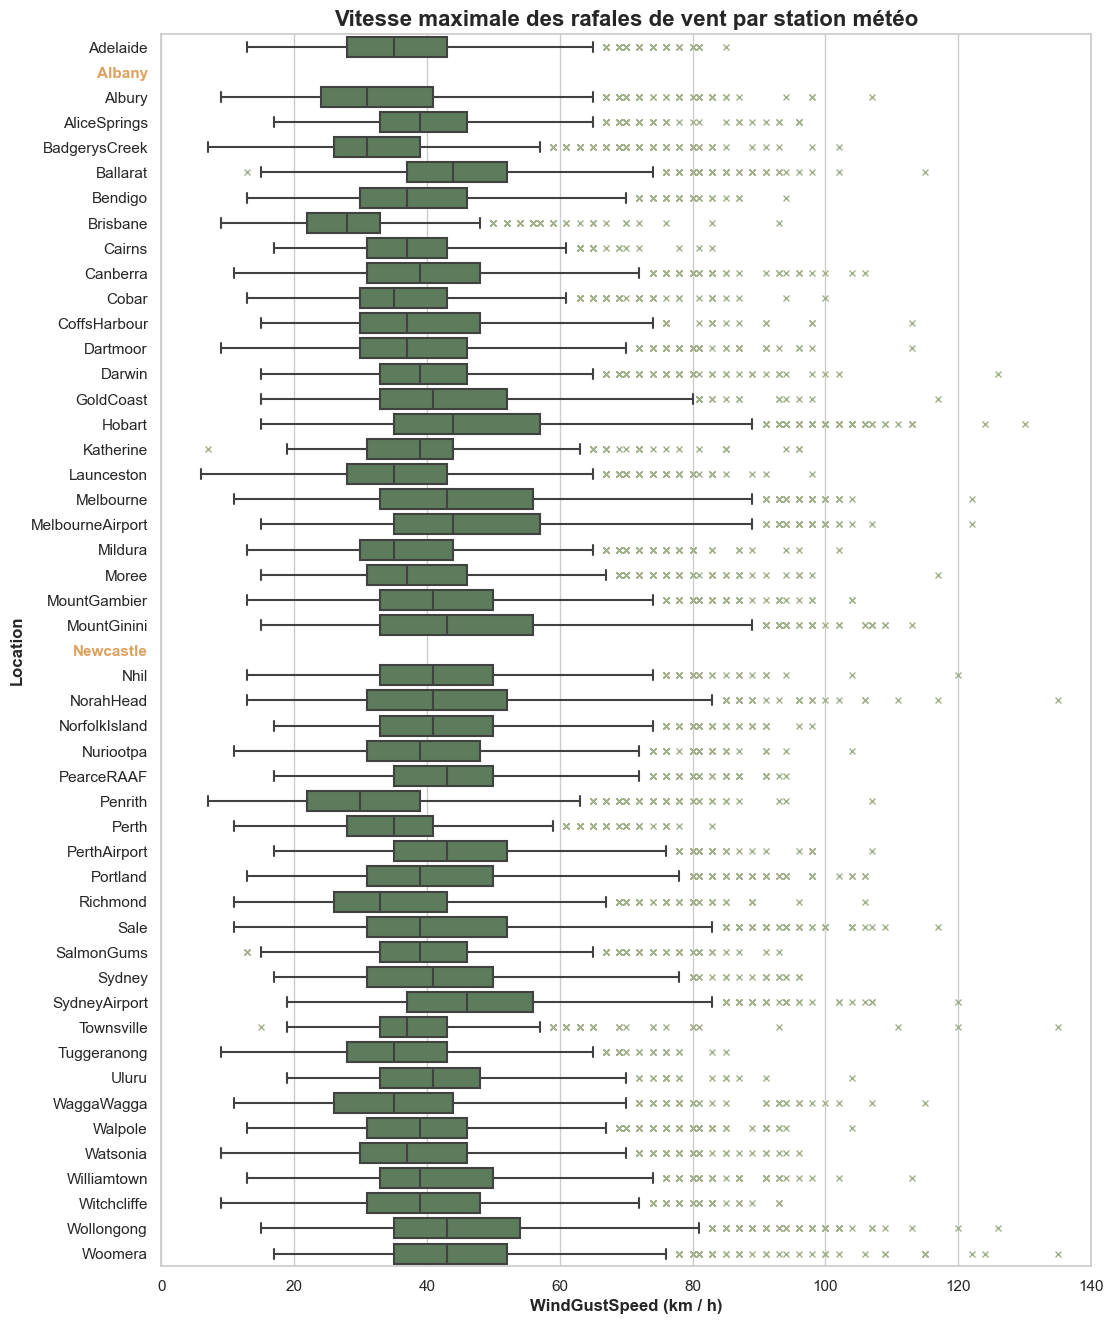 Vitesse maximale des rafales de vent par station météo
Location
Adelaide
Albany
Albury
AliceSprings
BadgerysCreek
Ballarat
Bendigo
Brisbane
Cairns
Canberra
Cobar
CoffsHarbour
Dartmoor
Darwin
GoldCoast
Hobart
Katherine
Launceston
Melbourne
MelbourneAirport
Mildura
Moree
MountGambier
MountGinini
Newcastle
Nhil
NorahHead
NorfolkIsland
Nuriootpa
PearceRAAF
Penrith
Perth
PerthAirport
Portland
Richmond
Sale
SalmonGums
Sydney
SydneyAirport
Townsville
Tuggeranong
Uluru
WaggaWagga
Walpole
Watsonia
Williamtown
Witchcliffe
Wollongong
Woomera
0 20 40 60 80 100 120 140
WindGustSpeed (km / h)